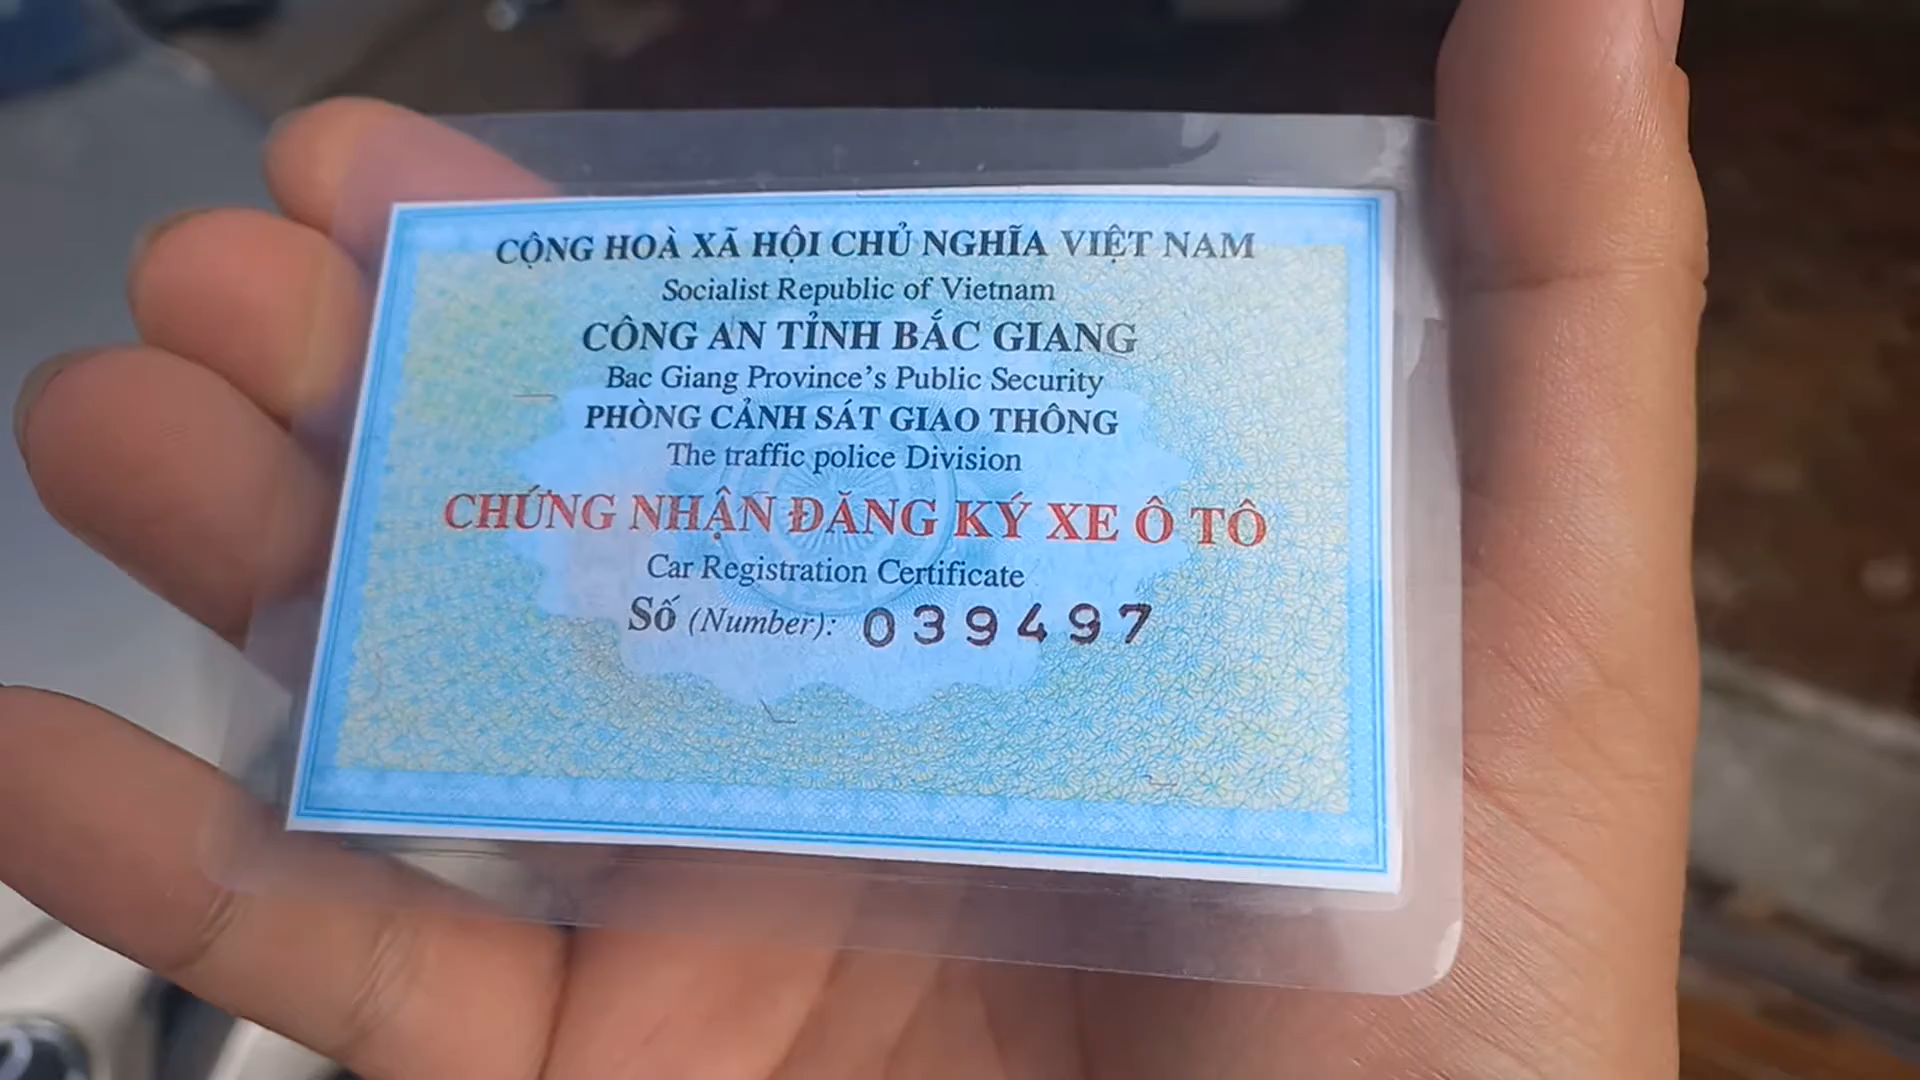 CỘNG HOÀ XÃ HỘI CHỦ NGHĨA VIỆT NAM
Socialist Republic of Vietnam
CÔNG AN TỈNH BẮC GIANG
Bac Giang Province's Public Security
PHÒNG CẢNH SÁT GIAO THÔNG
The traffic police Division
CHỨNG NHẬN ĐĂNG KÝ XE Ô TÔ
Car Registration Certificate
Số (Number): 039497